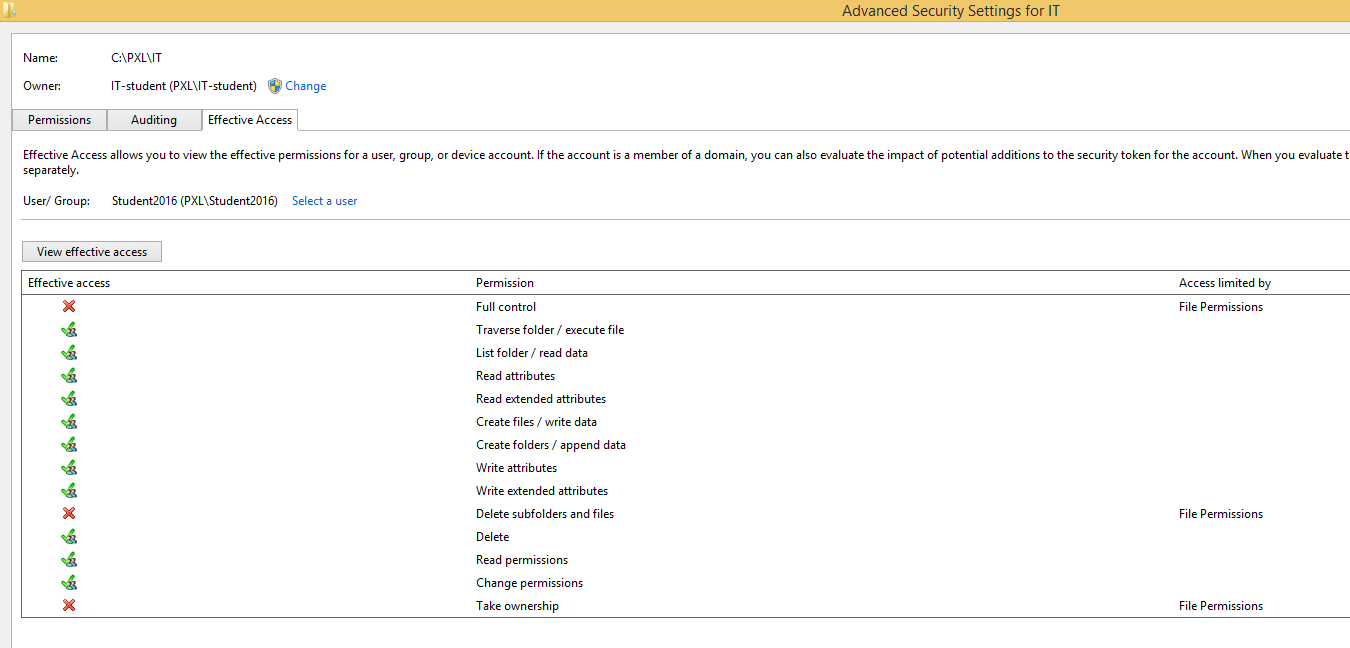 Advanced Security Settings for IT
Name: C:\PXL\IT
Owner: IT-student (PXL\IT-student) Change
Permissions Auditing Effective Access
Effective Access allows you to view the effective permissions for a user, group, or device account. If the account is a member of a domain, you can also evaluate the impact of potential additions to the security token for the account. When you evaluate t
separately.
User/ Group: Student2016 (PXL\Student2016) Select a user
View effective access
Effective access Permission Access limited by
Full control File Permissions
Traverse folder / execute file
List folder / read data
Read attributes
Read extended attributes
Create files / write data
Create folders / append data
Write attributes
Write extended attributes
Delete subfolders and files File Permissions
Delete
Read permissions
Change permissions
Take ownership File Permissions